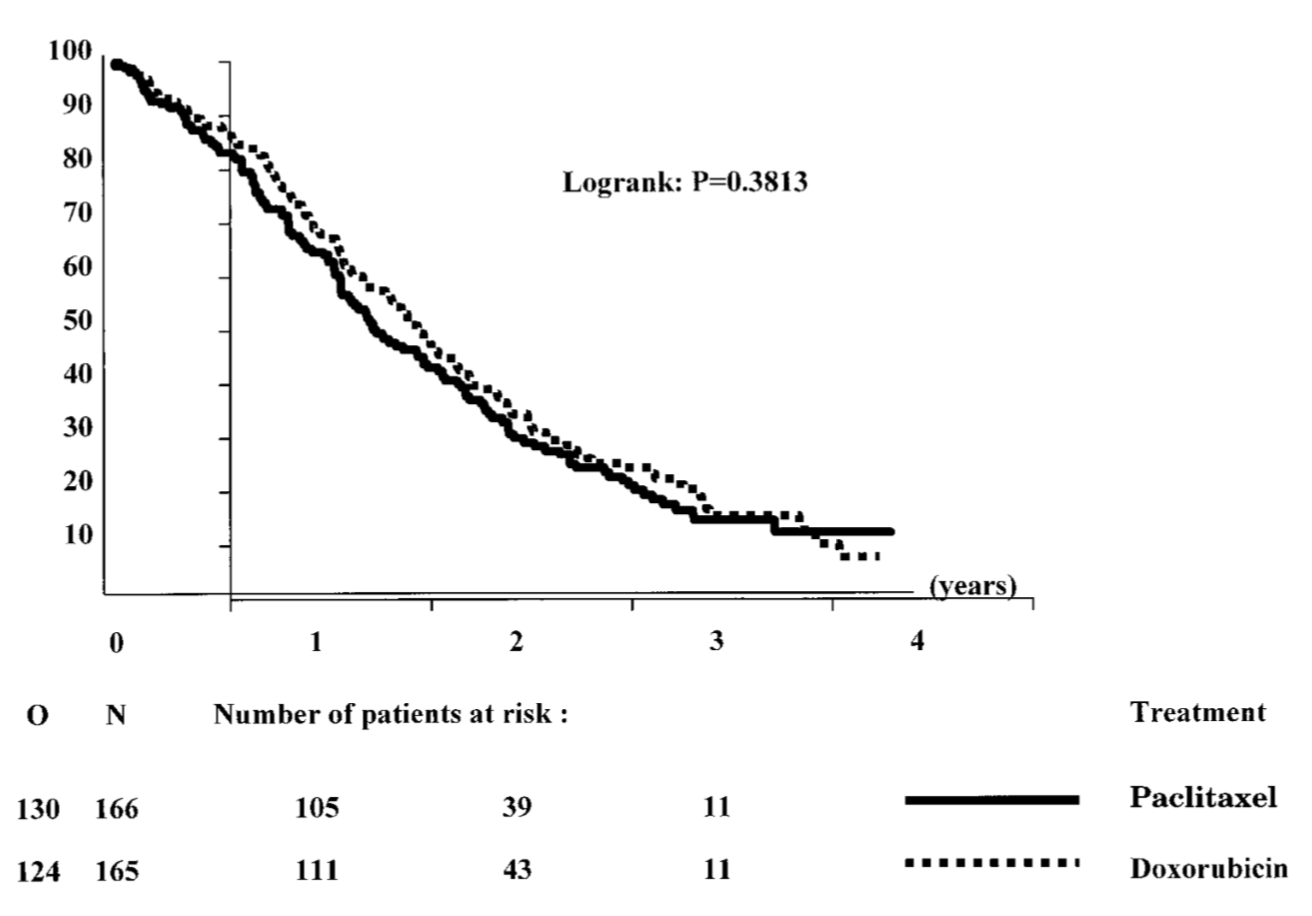 100
90
80
70
60
50
40
30
20
10
Logrank: P=0.3813
(years)
0 1 2 3 4
O N Number of patients at risk : Treatment
130 166 105 39 11 Paclitaxel
124 165 111 43 11 Doxorubicin